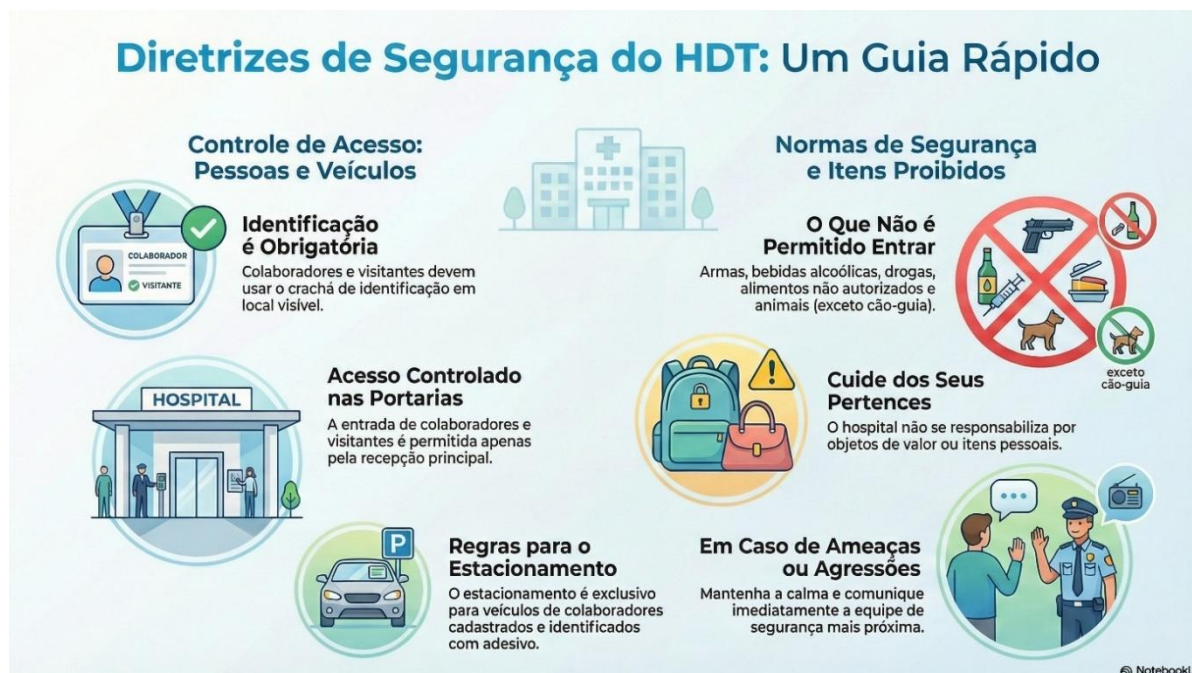 Diretrizes de Segurança do HDT: Um Guia Rápido
Controle de Acesso:
Pessoas e Veículos
COLABORADOR
VISITANTE
Identificação
é Obrigatória
Colaboradores e visitantes devem
usar o crachá de identificação em
local visível.
HOSPITAL
Acesso Controlado
nas Portarias
A entrada de colaboradores e
visitantes é permitida apenas
pela recepção principal.
P
Regras para o
Estacionamento
O estacionamento é exclusivo
para veículos de colaboradores
cadastrados e identificados
com adesivo.
Normas de Segurança
e Itens Proibidos
O Que Não é
Permitido Entrar
Armas, bebidas alcoólicas, drogas,
alimentos não autorizados e
animais (exceto cão-guia).
exceto
cão-guia
Cuide dos Seus
Pertences
O hospital não se responsabiliza por
objetos de valor ou itens pessoais.
Em Caso de Ameaças
ou Agressões
Mantenha a calma e comunique
imediatamente a equipe de
segurança mais próxima.